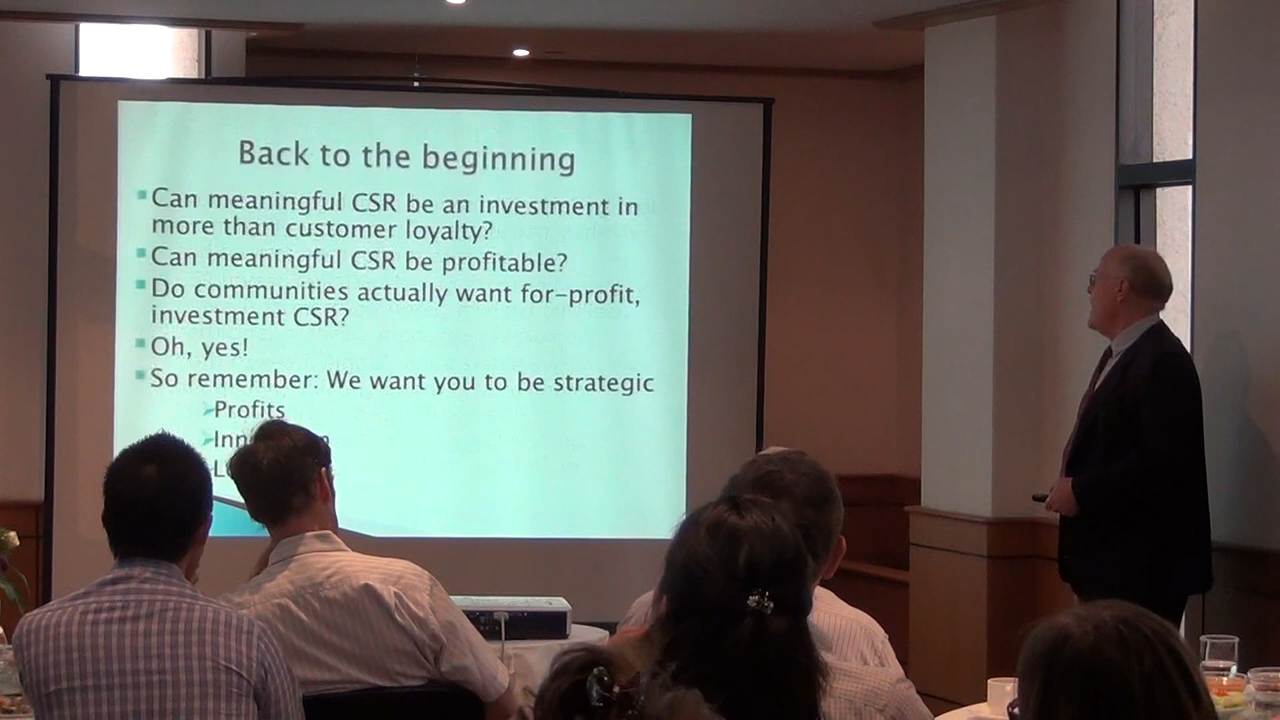 Back to the beginning
Can meaningful CSR be an investment in
more than customer loyalty?
Can meaningful CSR be profitable?
Do communities actually want for-profit,
investment CSR?
Oh, yes!
So remember: We want you to be strategic
Profits